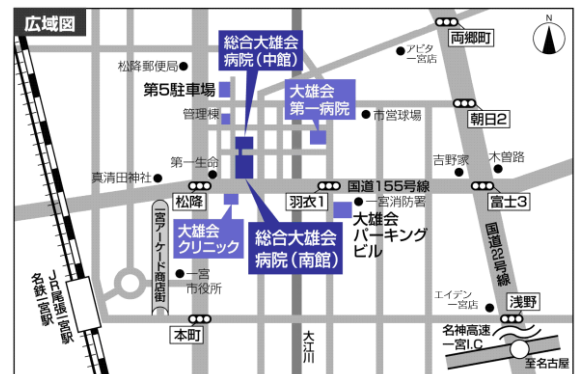 広域図
N
両郷町
アピタ
一宮店
総合大雄会
病院(中館)
松降郵便局
第5駐車場
大雄会
第一病院
管理棟
市営球場
朝日2
第一生命
吉野家
木曽路
真清田神社
松降
国道155号線
羽衣1
富士3
一宮消防署
大雄会
クリニック
総合大雄会
病院(南館)
大雄会
パーキング
ビル
一宮アーケード商店街
国道22号線
一宮
市役所
JR尾張一宮駅
名鉄一宮駅
エイデン
一宮店
浅野
本町
大江川
名神高速
一宮I.C
至名古屋